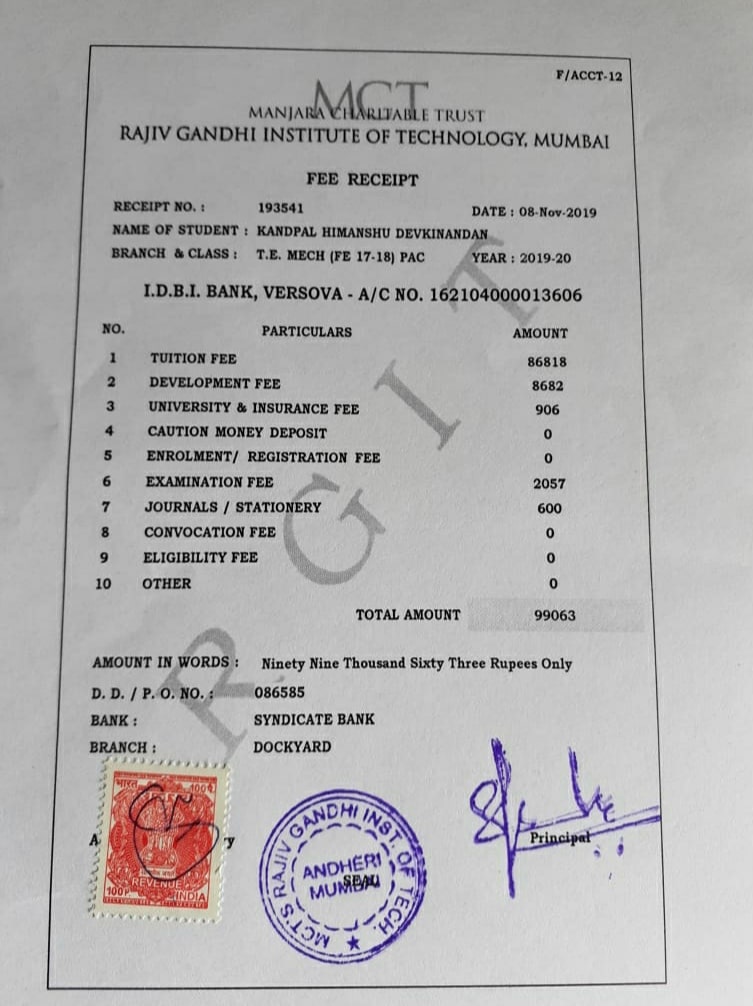 F/ACCT-12
MCT
MANJARA CHARITABLE TRUST
RAJIV GANDHI INSTITUTE OF TECHNOLOGY, MUMBAI
FEE RECEIPT
RECEIPT NO. : 193541 DATE : 08-Nov-2019
NAME OF STUDENT : KANDPAL HIMANSHU DEVKINANDAN
BRANCH & CLASS : T.E. MECH (FE 17-18) PAC YEAR : 2019-20
I.D.B.I. BANK, VERSOVA - A/C NO. 162104000013606
NO. PARTICULARS AMOUNT
1 TUITION FEE 86818
2 DEVELOPMENT FEE 8682
3 UNIVERSITY & INSURANCE FEE 906
4 CAUTION MONEY DEPOSIT 0
5 ENROLMENT/ REGISTRATION FEE 0
6 EXAMINATION FEE 2057
7 JOURNALS / STATIONERY 600
8 CONVOCATION FEE 0
9 ELIGIBILITY FEE 0
10 OTHER 0
TOTAL AMOUNT 99063
AMOUNT IN WORDS : Ninety Nine Thousand Sixty Three Rupees Only
D. D. / P. O. NO. : 086585
BANK : SYNDICATE BANK
BRANCH : DOCKYARD
RGIT
भारत 100
REVENUE
100P INDIA
MCT'S RAJIV GANDHI INST. OF TECH.
ANDHERI
MUMBAI
SEAL
Principal